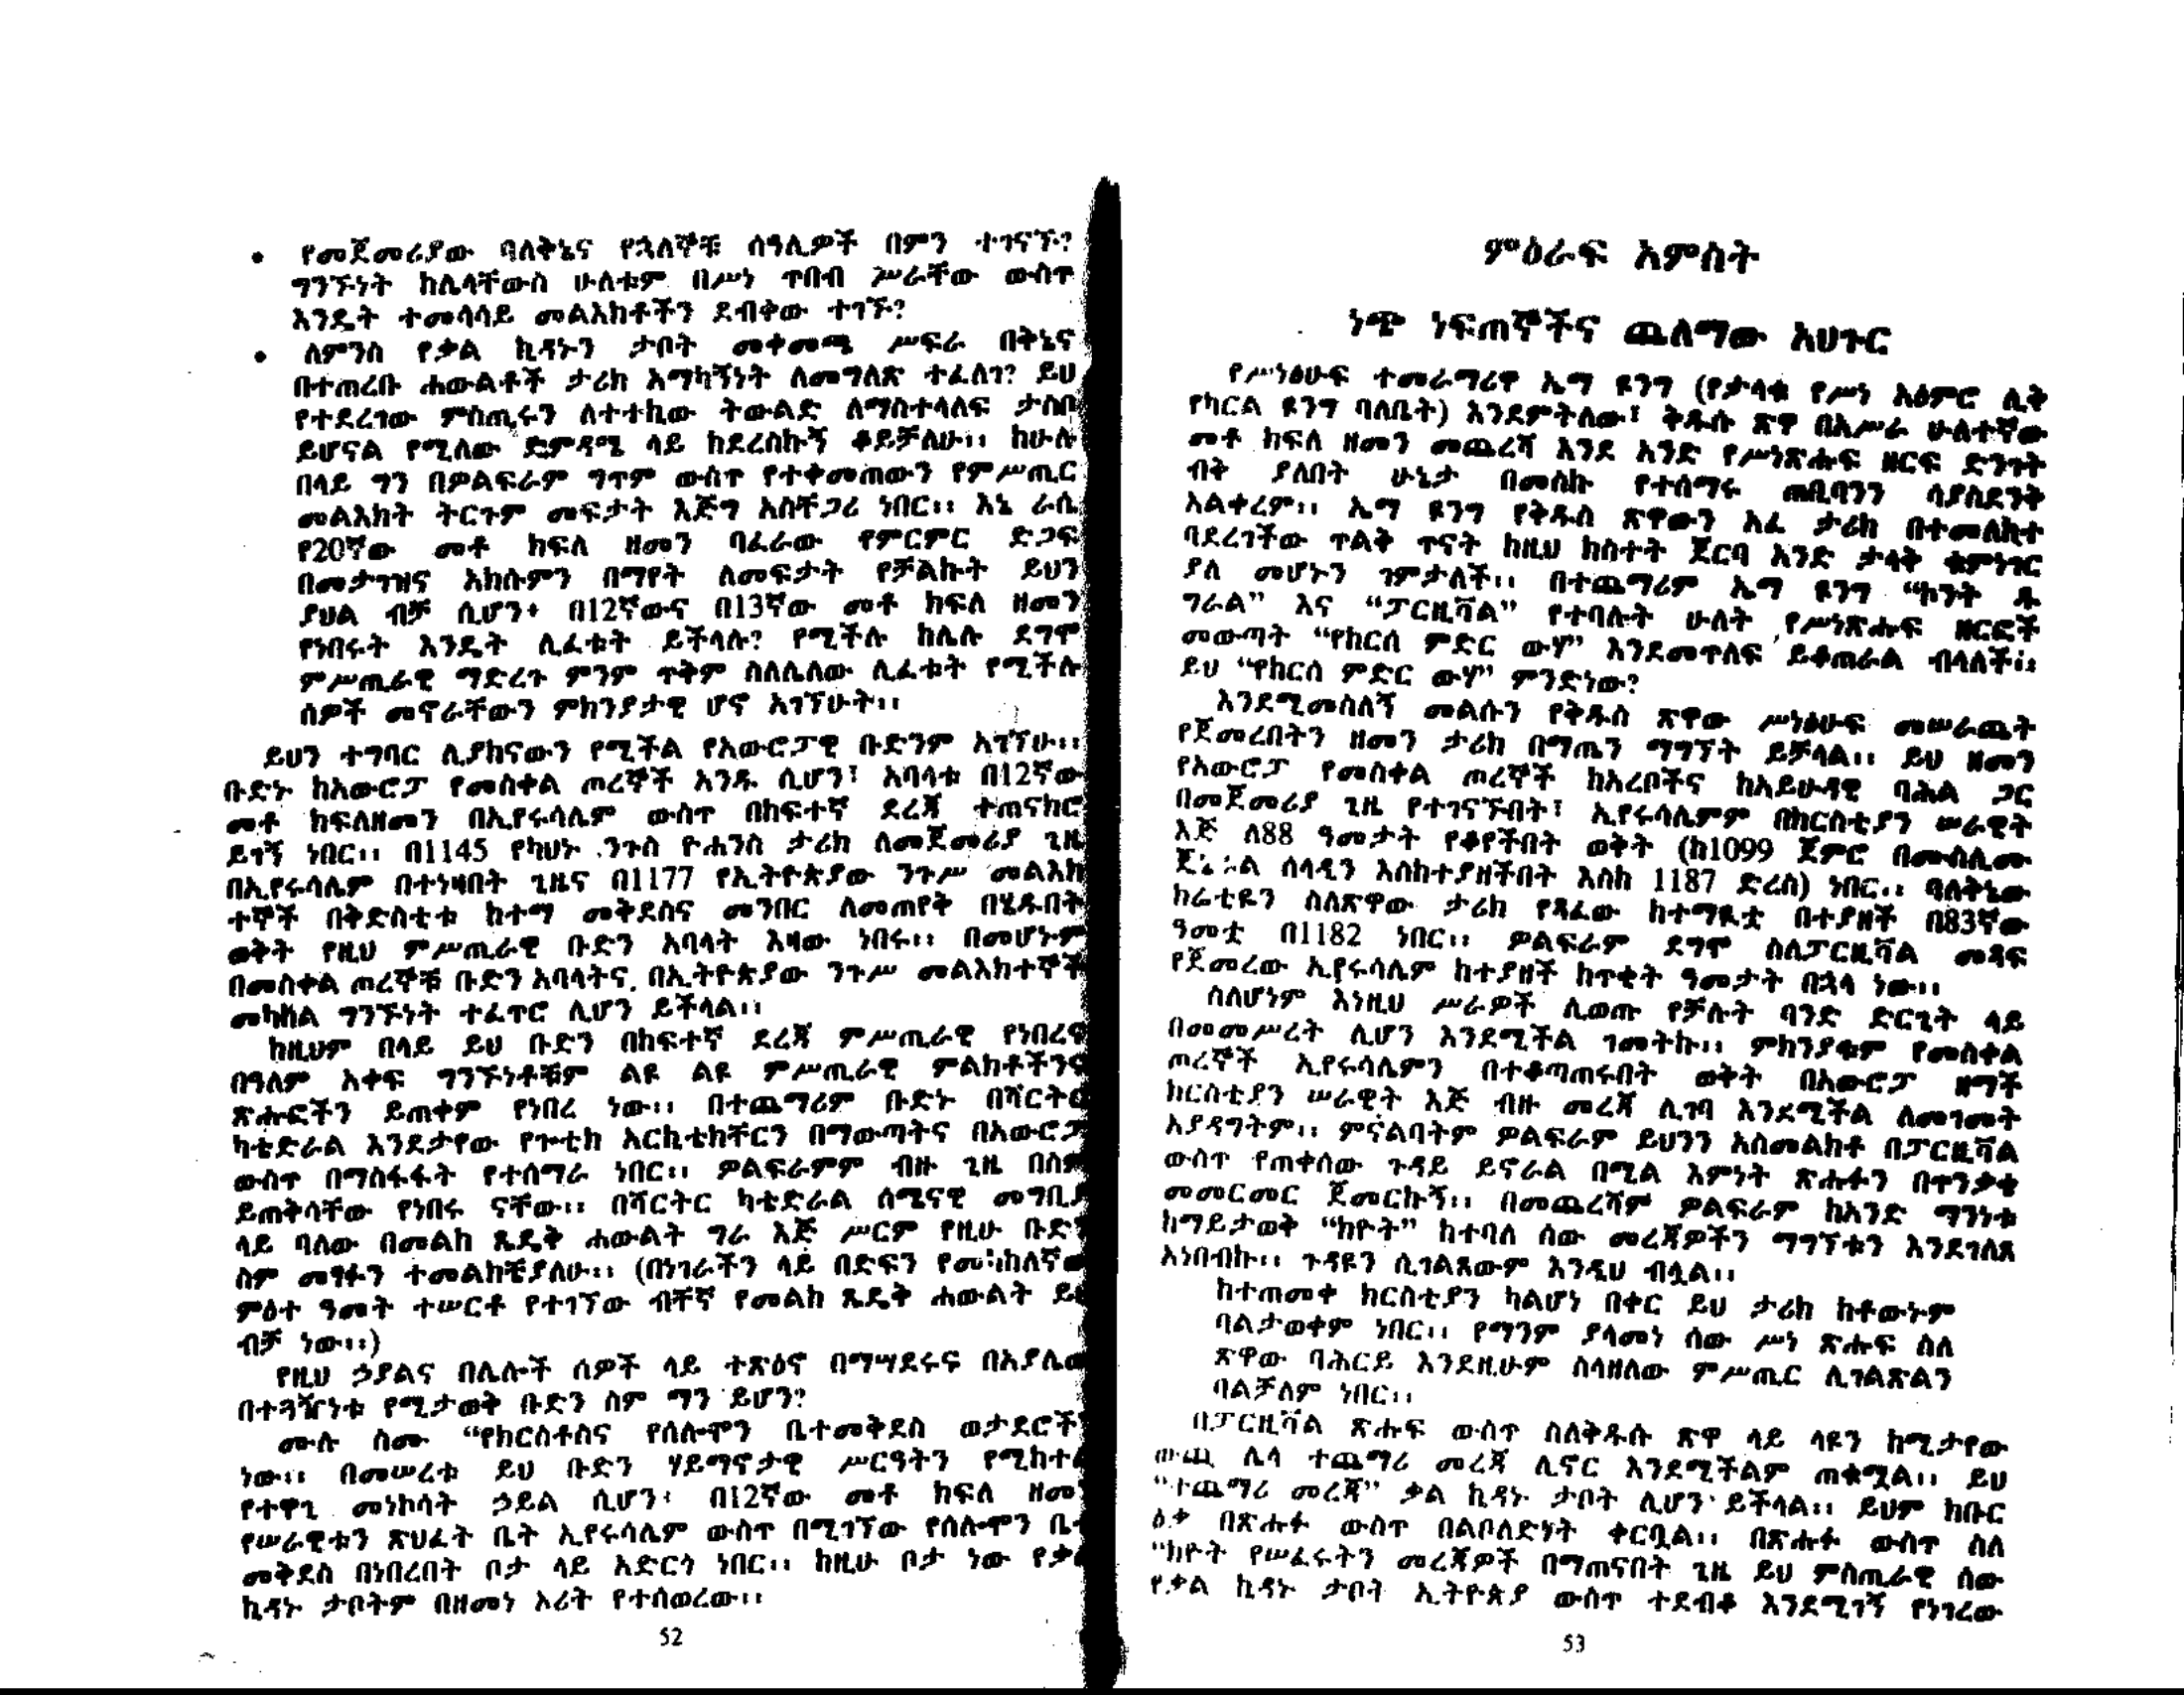 • የመጀመሪያው ባለቅኔና የኋለኞቹ ሰዓሊዎች በምን ተገናኙ?
ግንኙነት ከሌላቸውስ ሁለቱም በሥነ ጥበብ ሥራቸው ውስጥ
እንዴት ተመሳሳይ መልእክቶችን ደብቀው ተገኙ?
• ለምንስ የቃል ኪዳኑን ታቦት መቀመጫ ሥፍራ በቅኔና
በተጠረቡ ሐውልቶች ታሪክ አማካኝነት ለመግለጽ ተፈለገ? ይህ
የተደረገው ምስጢሩን ለተተኪው ትውልድ ለማስተላለፍ ታስቦ
ይሆናል የሚለው ድምዳሜ ላይ ከደረስኩኝ ቆይቻለሁ፡፡ ከሁሉ
በላይ ግን በዎልፍራም ግጥም ውስጥ የተቀመጠውን የምሥጢር
መልእክት ትርጉም መፍታት እጅግ አስቸጋሪ ነበር፡፡ እኔ ራሴ
የ20ኛው መቶ ክፍለ ዘመን ባፈራው የምርምር ድጋፍ
በመታገዝና አክሱምን በማየት ለመፍታት የቻልኩት ይህን
ያህል ብቻ ሲሆን፥ በ12ኛውና በ13ኛው መቶ ክፍለ ዘመን
የነበሩት እንዴት ሊፈቱት ይችላሉ? የሚችሉ ከሌሉ ደግሞ
ምሥጢራዊ ማድረጉ ምንም ጥቅም ስለሌለው ሊፈቱት የሚችሉ
ሰዎች መኖራቸውን ምክንያታዊ ሆኖ አገኘሁት፡፡
ይህን ተግባር ሊያከናውን የሚችል የአውሮፓዊ ቡድንም አገኘሁ፡፡
ቡድኑ ከአውሮፓ የመስቀል ጦረኞች አንዱ ሲሆን፣ አባላቱ በ12ኛው
መቶ ክፍለዘመን በኢየሩሳሌም ውስጥ በከፍተኛ ደረጃ ተጠናክሮ
ይገኝ ነበር፡፡ በ1145 የካህኑ ንጉስ ዮሐንስ ታሪክ ለመጀመሪያ ጊዜ
በኢየሩሳሌም በተነዛበት ጊዜና በ1177 የኢትዮጵያው ንጉሥ መልእክ
ተኞች በቅድስቲቱ ከተማ መቅደስና መንበር ለመጠየቅ በሄዱበት
ወቅት የዚህ ምሥጢራዊ ቡድን አባላት እዛው ነበሩ፡፡ በመሆኑም
በመስቀል ጦረኞቹ ቡድን አባላትና በኢትዮጵያው ንጉሥ መልእክተኞች
መካከል ግንኙነት ተፈጥሮ ሊሆን ይችላል፡፡
ከዚህም በላይ ይህ ቡድን በከፍተኛ ደረጃ ምሥጢራዊ የነበረና
በዓለም አቀፍ ግንኙነቶቹም ልዩ ልዩ ምሥጢራዊ ምልክቶችንና
ጽሑፎችን ይጠቀም የነበረ ነው፡፡ በተጨማሪም ቡድኑ በሻርትር
ካቴድራል እንደታየው የጐቲክ አርኪቴክቸርን በማውጣትና በአውሮፓ
ውስጥ በማስፋፋት የተሰማራ ነበር፡፡ ዎልፍራምም ብዙ ጊዜ በስም
ይጠቅሳቸው የነበሩ ናቸው፡፡ በሻርትር ካቴድራል ሰሜናዊ መግቢያ
ላይ ባለው በመልከ ጼዴቅ ሐውልት ግራ እጅ ሥርም የዚሁ ቡድን
ስም መፃፉን ተመልክቼያለሁ፡፡ (በነገራችን ላይ በድፍን የመካከለኛው
ምዕተ ዓመት ተሠርቶ የተገኘው ብቸኛ የመልከ ጼዴቅ ሐውልት ይህ
ብቻ ነው፡፡)
የዚህ ኃያልና በሌሎች ሰዎች ላይ ተጽዕኖ በማሣደሩና በአያሌው
በተጓዥነቱ የሚታወቅ ቡድን ስም ማን ይሆን?
ሙሉ ስሙ “የክርስቶስና የሰሎሞን ቤተመቅደስ ወታደሮች”
ነው፡፡ በመሠረቱ ይህ ቡድን ሃይማኖታዊ ሥርዓትን የሚከተል
የተዋጊ መነኮሳት ኃይል ሲሆን፥ በ12ኛው መቶ ክፍለ ዘመን
የሠራዊቱን ጽህፈት ቤት ኢየሩሳሌም ውስጥ በሚገኘው የሰሎሞን ቤተ
መቅደስ በነበረበት ቦታ ላይ አድርጎ ነበር፡፡ ከዚሁ ቦታ ነው የቃል
ኪዳኑ ታቦትም በዘመነ ኦሪት የተሰወረው፡፡
52
ምዕራፍ አምስት
ነጭ ነፍጠኞችና ጨለማው አህጉር
የሥነፅሁፍ ተመራማሪዋ ኤማ ዩንግ (የታላቁ የሥነ አዕምሮ ሊቅ
የካርል ዩንግ ባለቤት) እንደምትለው፣ ቅዱሱ ጽዋ በአሥራ ሁለተኛው
መቶ ክፍለ ዘመን መጨረሻ እንደ አንድ የሥነጽሑፍ ዘርፍ ድንገት
ብቅ ያለበት ሁኔታ በመስኩ የተሰማሩ ጠቢባንን ሳያስደንቅ
አልቀረም፡፡ ኤማ ዩንግ የቅዱስ ጽዋውን አፈ ታሪክ በተመለከተ
ባደረገችው ጥልቅ ጥናት ከዚህ ክስተት ጀርባ አንድ ታላቅ ቁምነገር
ያለ መሆኑን ገምታለች፡፡ በተጨማሪም ኤማ ዩንግ “ኮንት ዱ
ግራል” እና “ፓርዚቫል” የተባሉት ሁለት የሥነጽሑፍ ዘርፎች
መውጣት “የከርሰ ምድር ውሃ” እንደመጥለፍ ይቆጠራል ብላለች፡፡
ይህ “የከርሰ ምድር ውሃ” ምንድነው?
እንደሚመስለኝ መልሱን የቅዱስ ጽዋው ሥነፅሁፍ መሠራጨት
የጀመረበትን ዘመን ታሪክ በማጤን ማግኘት ይቻላል፡፡ ይህ ዘመን
የአውሮፓ የመስቀል ጦረኞች ከአረቦችና ከአይሁዳዊ ባሕል ጋር
በመጀመሪያ ጊዜ የተገናኙበት፣ ኢየሩሳሌምም በክርስቲያን ሠራዊት
እጅ ለ88 ዓመታት የቆየችበት ወቅት (ከ1099 ጀምሮ በሙስሊሙ
ጄኔራል ሳላዲን እስከተያዘችበት እስከ 1187 ድረስ) ነበር፡፡ ባለቅኔው
ክሬቲዬን ስለጽዋው ታሪክ የጻፈው ከተማዪቷ በተያዘች በ83ኛው
ዓመቷ በ1182 ነበር፡፡ ዎልፍራም ደግሞ ስለፓርዚቫል መጻፍ
የጀመረው ኢየሩሳሌም ከተያዘች ከጥቂት ዓመታት በኋላ ነው፡፡
ስለሆነም እነዚህ ሥራዎች ሊወጡ የቻሉት ባንድ ድርጊት ላይ
በመመሥረት ሊሆን እንደሚችል ገመትኩ፡፡ ምክንያቱም የመስቀል
ጦረኞች ኢየሩሳሌምን በተቆጣጠሩበት ወቅት በአውሮፓ ዘማች
ክርስቲያን ሠራዊት እጅ ብዙ መረጃ ሊገባ እንደሚችል ለመገመት
አያዳግትም፡፡ ምናልባትም ዎልፍራም ይህንን አስመልክቶ በፓርዚቫል
ውስጥ የጠቀሰው ጉዳይ ይኖራል በሚል እምነት ጽሑፉን በጥንቃቄ
መመርመር ጀመርኩኝ፡፡ በመጨረሻም ዎልፍራም ከአንድ ማንነቱ
ከማይታወቅ “ክዮት” ከተባለ ሰው መረጃዎችን ማግኘቱን እንደገለጸ
አነበብኩ፡፡ ጉዳዩን ሲገልጸውም እንዲህ ብሏል፡፡
ከተጠመቀ ክርስቲያን ካልሆነ በቀር ይህ ታሪክ ከቶውኑም
ባልታወቀም ነበር፡፡ የማንም ያላመነ ሰው ሥነ ጽሑፍ ስለ
ጽዋው ባሕርይ እንደዚሁም ስላዘለው ምሥጢር ሊገልጽልን
ባልቻለም ነበር፡፡
በፓርዚቫል ጽሑፍ ውስጥ ስለቅዱሱ ጽዋ ላይ ላዩን ከሚታየው
ውጪ ሌላ ተጨማሪ መረጃ ሊኖር እንደሚችልም ጠቁሟል፡፡ ይህ
“ተጨማሪ መረጃ” ቃል ኪዳኑ ታቦት ሊሆን ይችላል፡፡ ይህም ከቡር
ዕቃ በጽሑፉ ውስጥ በልቦለድነት ቀርቧል፡፡ በጽሑፉ ውስጥ ስለ
“ክዮት የሠፈሩትን መረጃዎች በማጠናበት ጊዜ ይህ ምስጢራዊ ሰው
የቃል ኪዳኑ ታቦት ኢትዮጵያ ውስጥ ተደብቆ እንደሚገኝ የነገረው
53